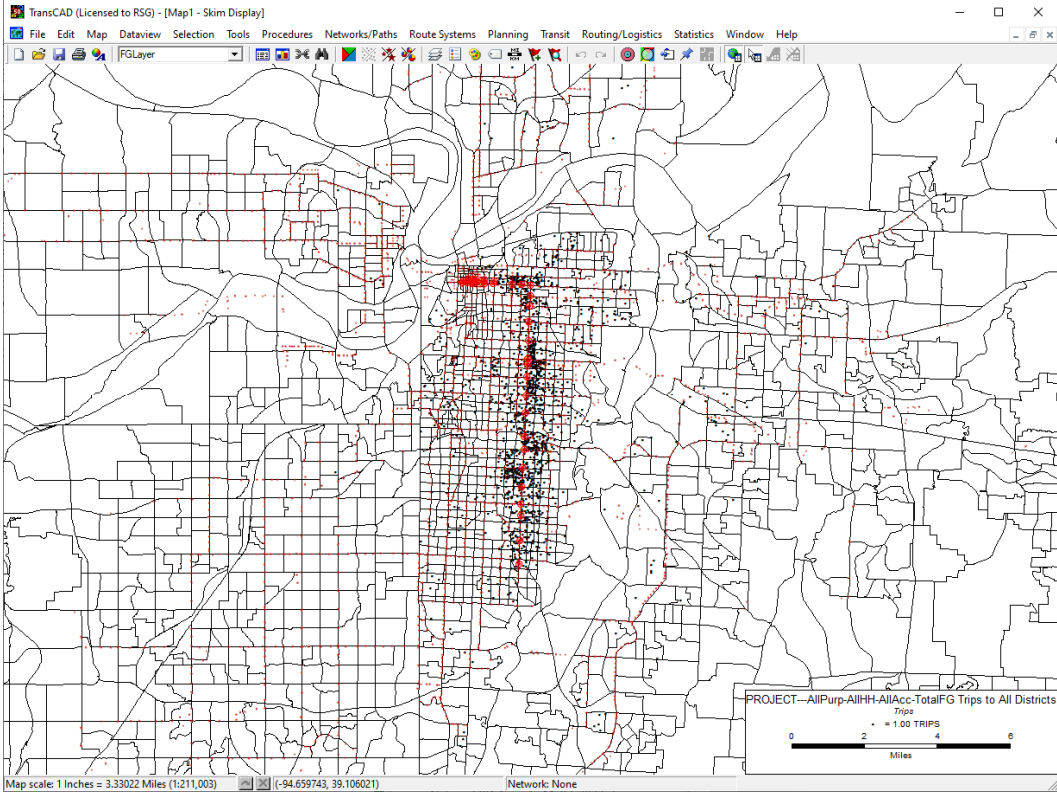 TransCAD (Licensed to RSG) - [Map1 - Skim Display]
File Edit Map Dataview Selection Tools Procedures Networks/Paths Route Systems Planning Transit Routing/Logistics Statistics Window Help
FGLayer
PROJECT---AllPurp-AllHH-AllAcc-TotalFG Trips to All Districts
Trips
= 1.00 TRIPS
0 2 4 6
Miles
Map scale: 1 Inches = 3.33022 Miles (1:211,003) (-94.659743, 39.106021) Network: None